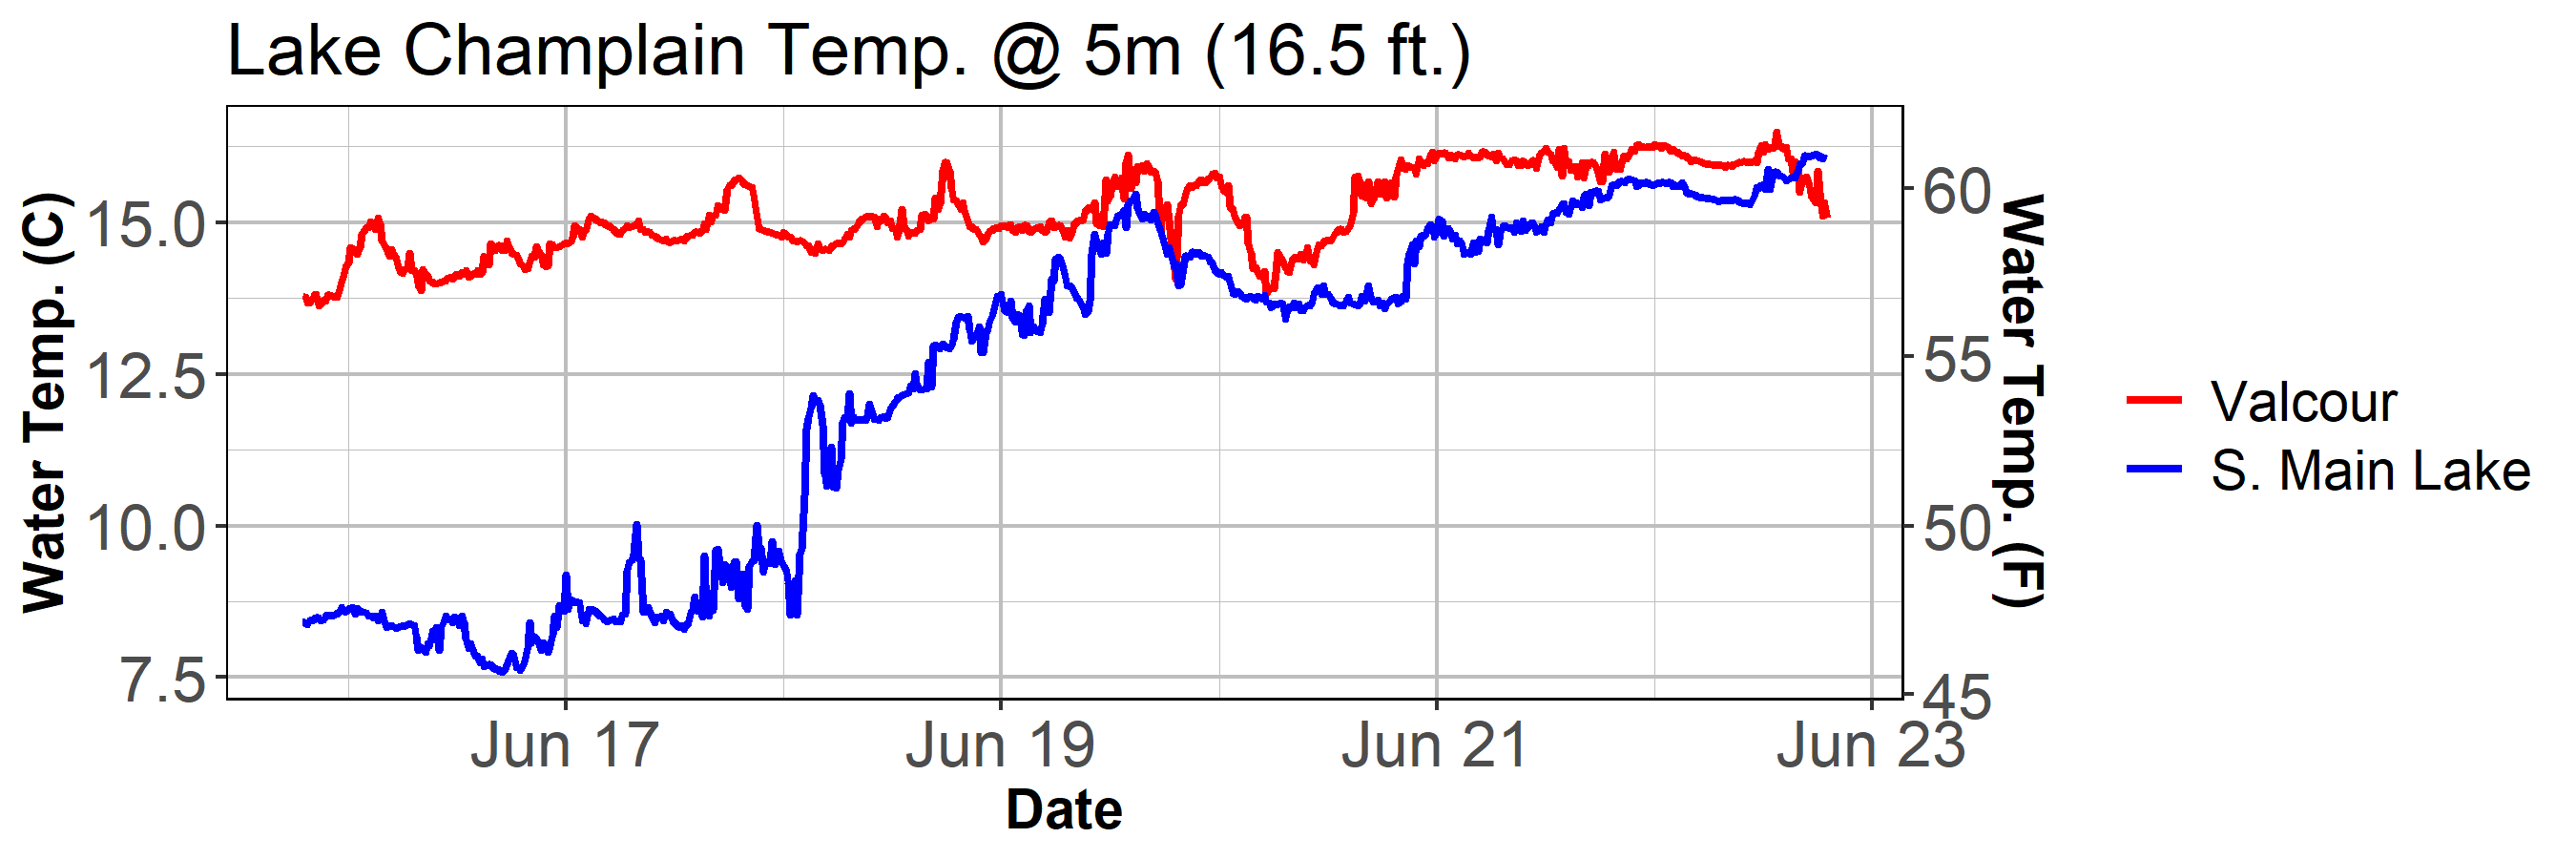 Lake Champlain Temp. @ 5m (16.5 ft.)
Water Temp. (C)
15.0
12.5
10.0
7.5
60
55
50
45
Water Temp. (F)
Jun 17
Jun 19
Jun 21
Jun 23
Date
Valcour
S. Main Lake